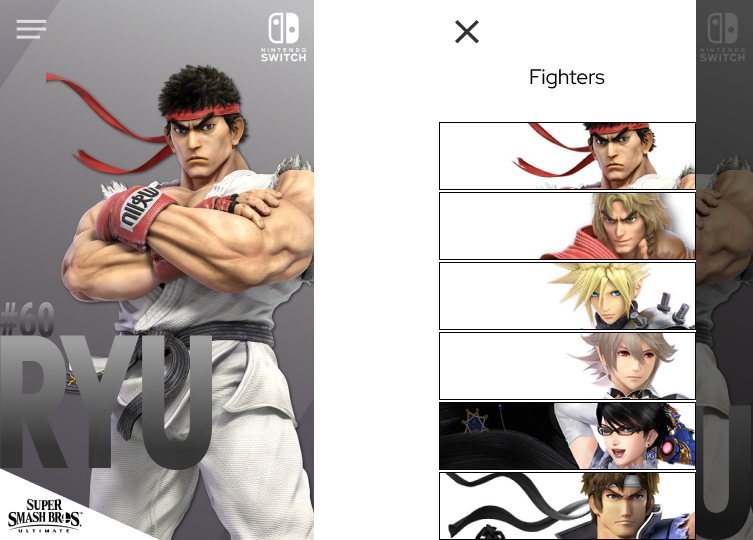 NINTENDO
SWITCH
#60
RYU
SUPER
SMASH BROS.
ULTIMATE
Fighters
NINTENDO
SWITCH
U